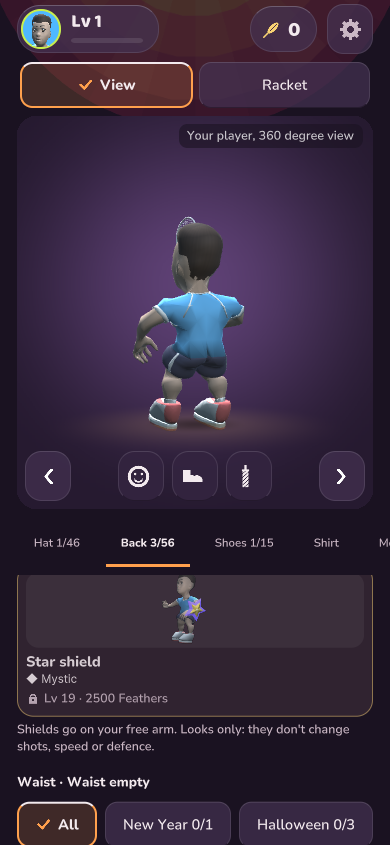 Lv 1
0
View
Racket
Your player, 360 degree view
Hat 1/46
Back 3/56
Shoes 1/15
Shirt
Star shield
Mystic
Lv 19 · 2500 Feathers
Shields go on your free arm. Looks only: they don't change
shots, speed or defence.
Waist · Waist empty
All
New Year 0/1
Halloween 0/3